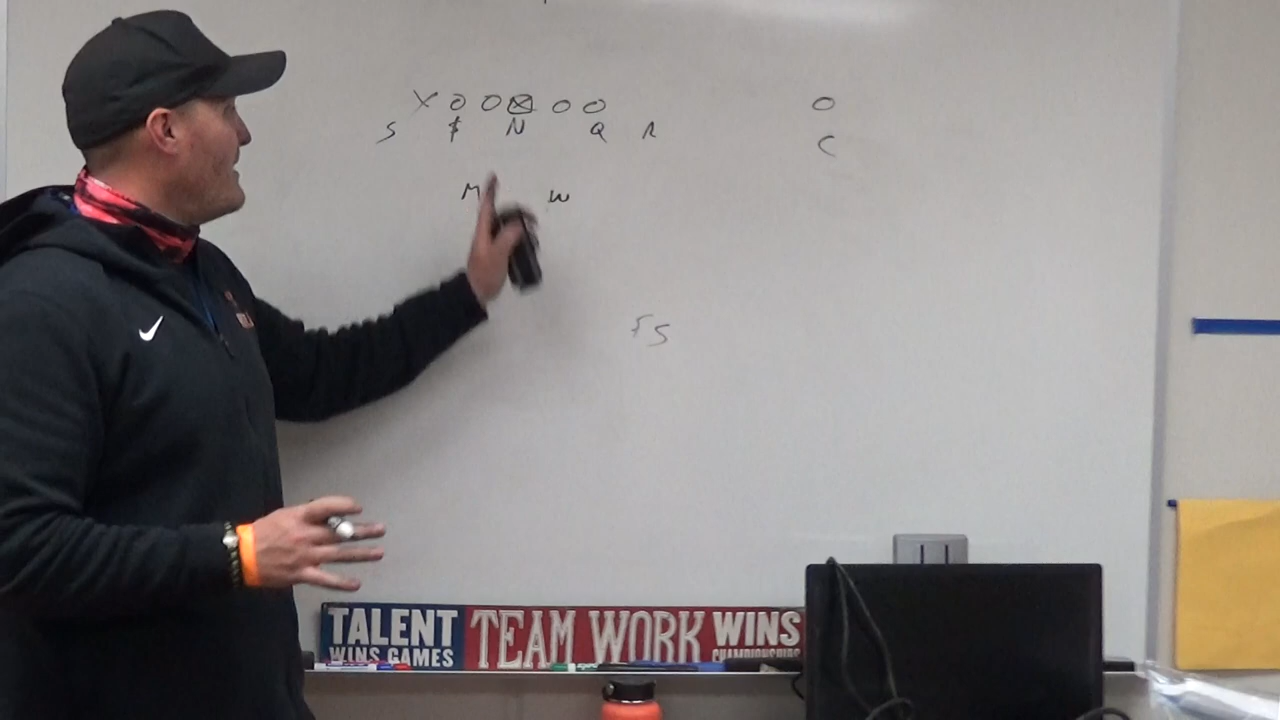 Y O O ⊠ O O O
S $ N Q R C
M W
FS
TALENT TEAM WORK WINS
WINS GAMES CHAMPIONSHIPS